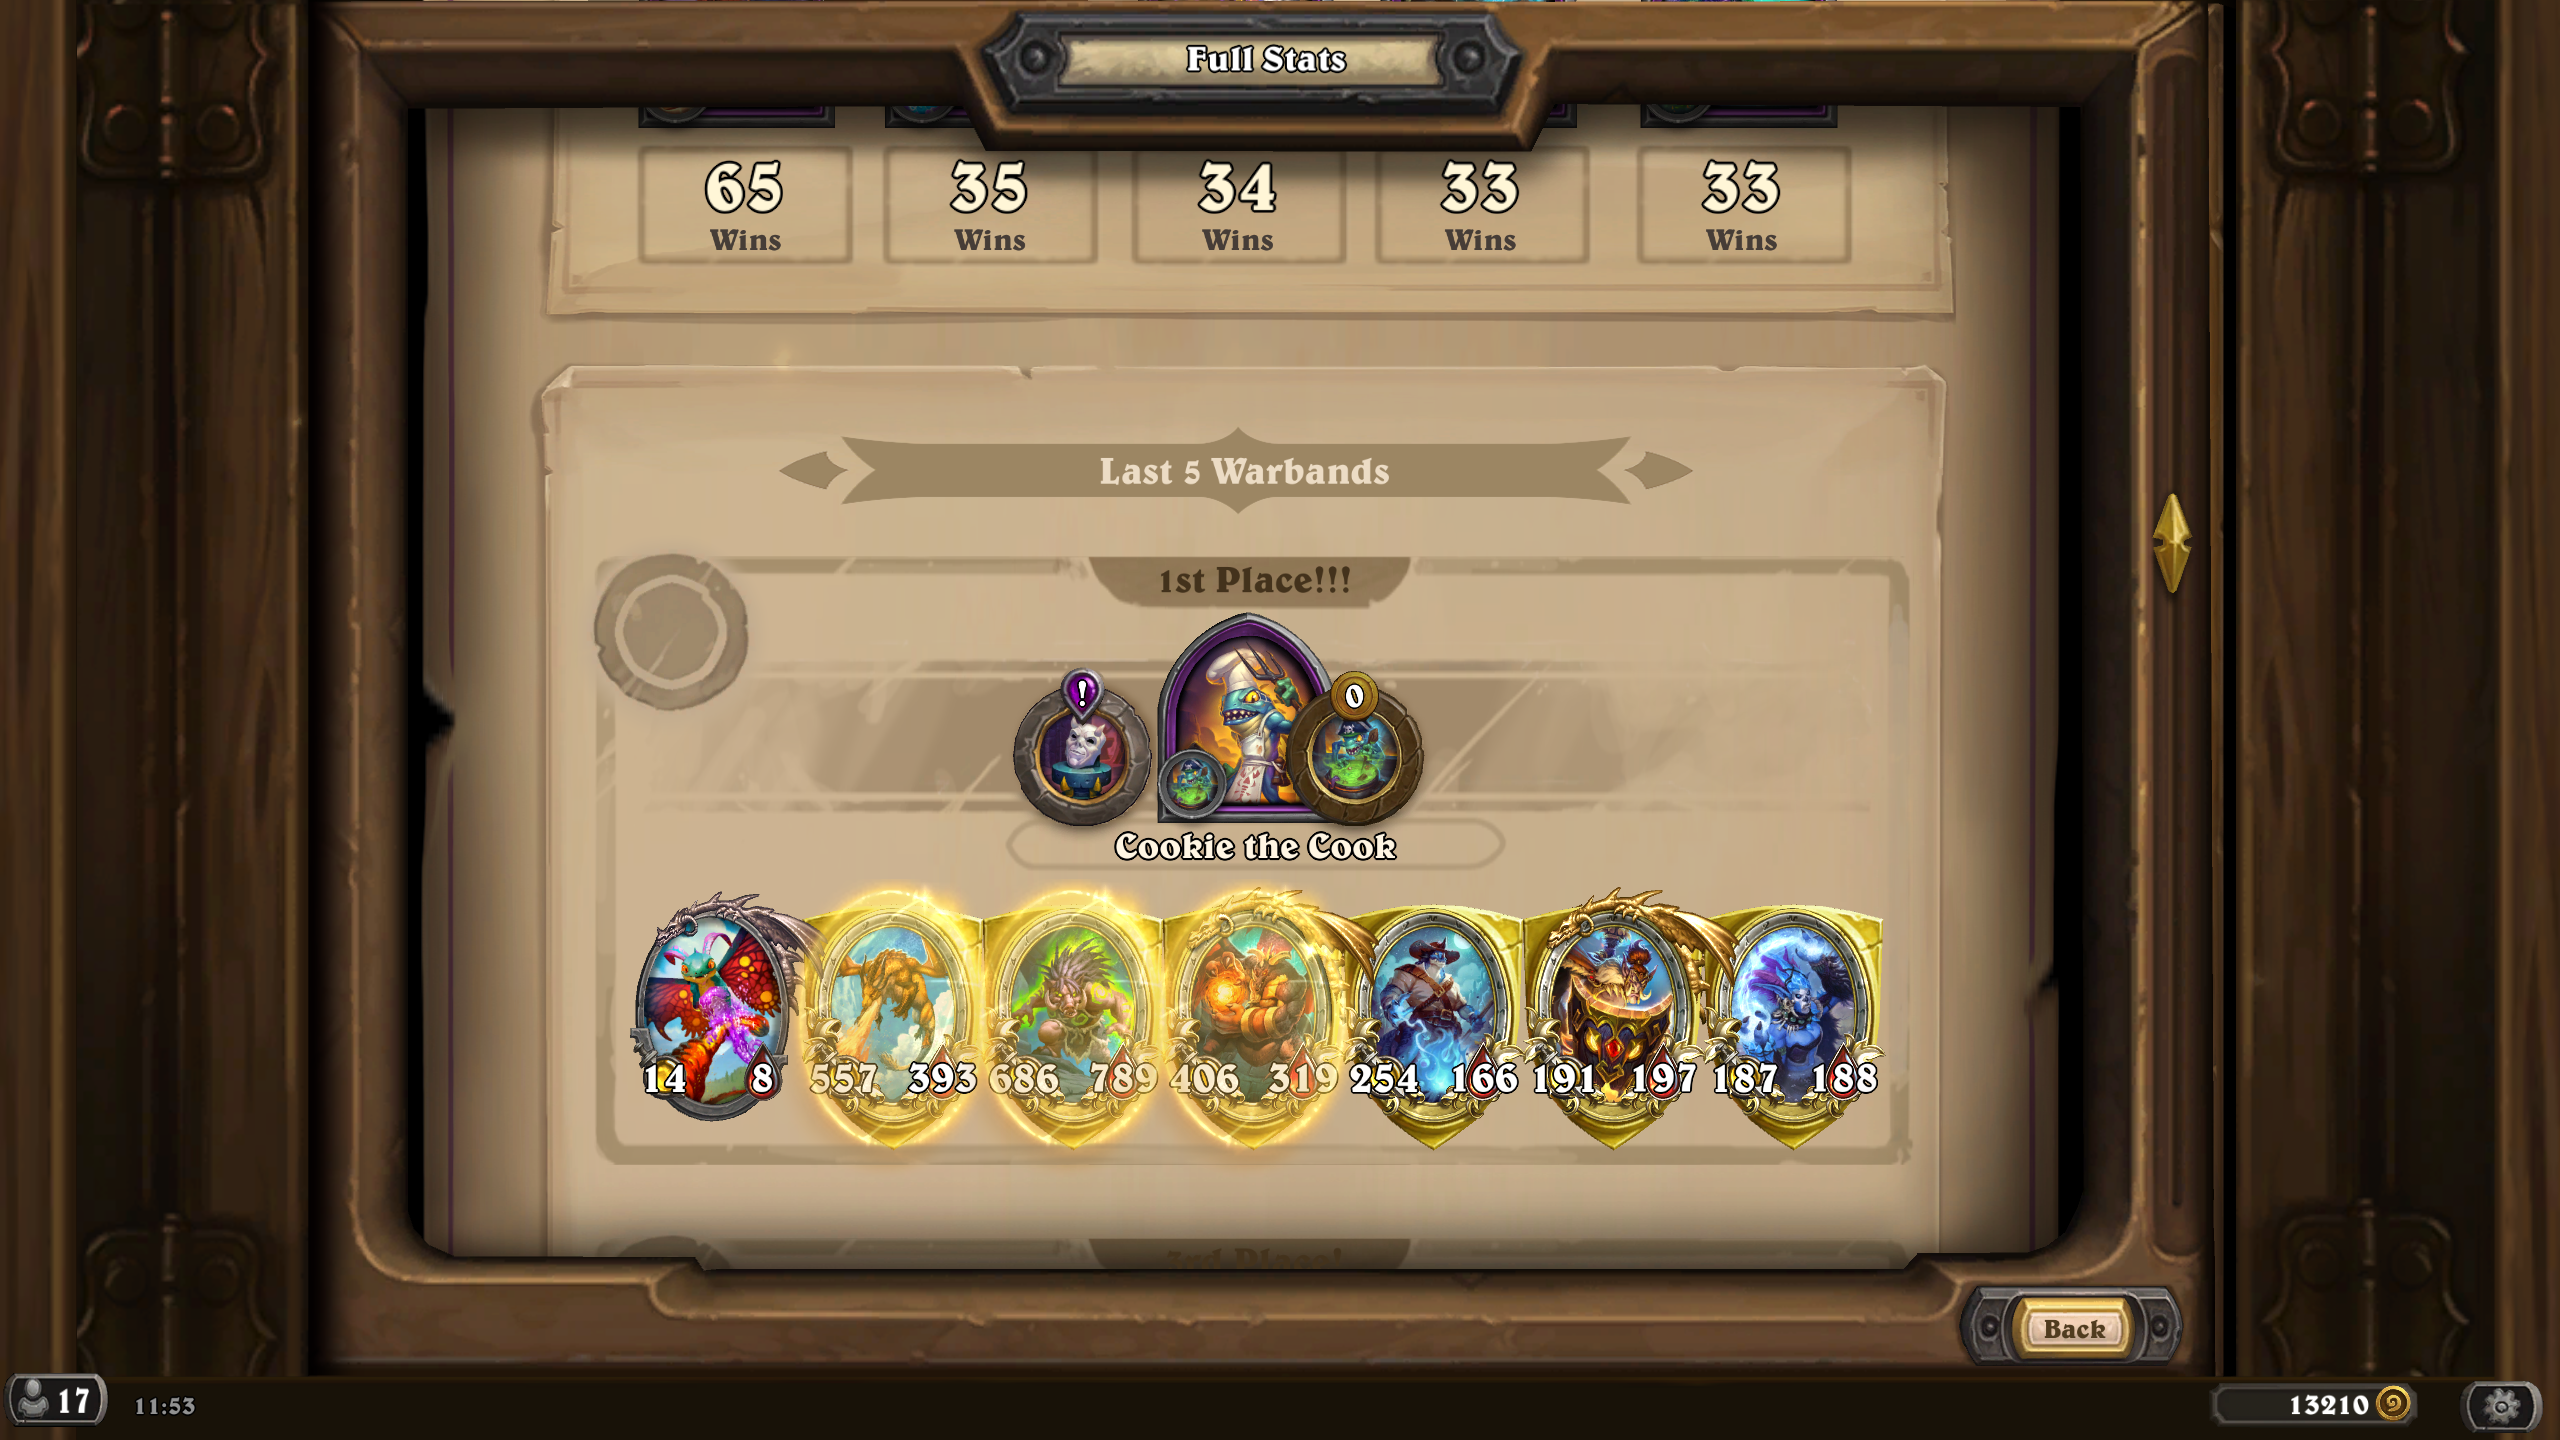 Full Stats
65 35 34 33 33
Wins Wins Wins Wins Wins
Last 5 Warbands
1st Place!!!
! 0
Cookie the Cook
14 8 557 393 686 789 406 319 254 166 191 197 187 188
3rd Place!
Back
17 11:53 13210